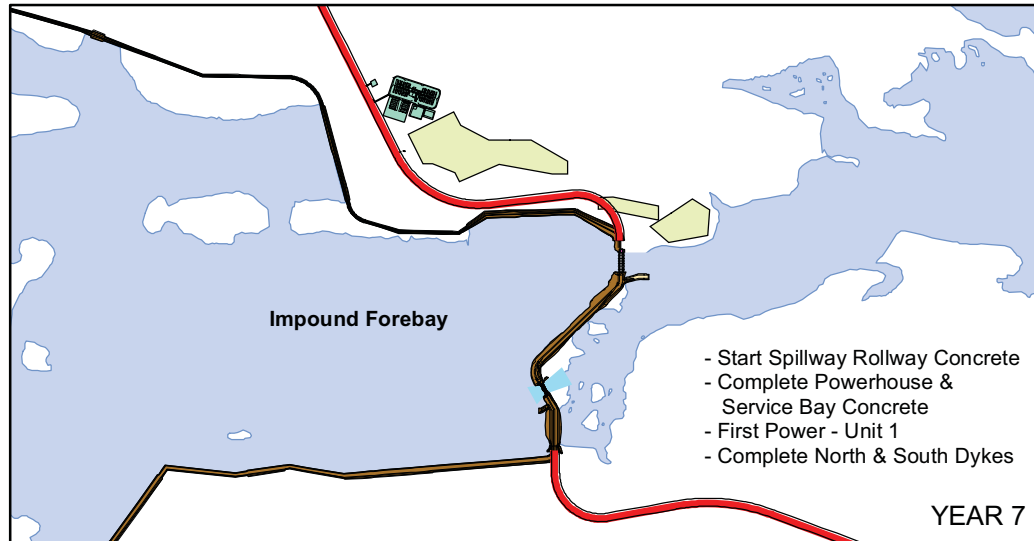 Impound Forebay
- Start Spillway Rollway Concrete
- Complete Powerhouse &
Service Bay Concrete
- First Power - Unit 1
- Complete North & South Dykes
YEAR 7